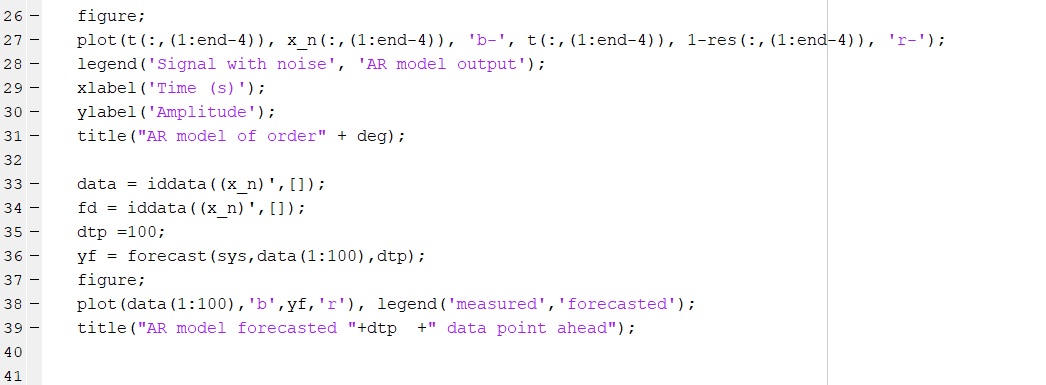 26 – figure;
27 – plot(t(:,(1:end-4)), x_n(:,(1:end-4)), 'b-', t(:,(1:end-4)), 1-res(:,(1:end-4)), 'r-');
28 – legend('Signal with noise', 'AR model output');
29 – xlabel('Time (s)');
30 – ylabel('Amplitude');
31 – title("AR model of order" + deg);
32
33 – data = iddata((x_n)',[]);
34 – fd = iddata((x_n)',[]);
35 – dtp =100;
36 – yf = forecast(sys,data(1:100),dtp);
37 – figure;
38 – plot(data(1:100),'b',yf,'r'), legend('measured','forecasted');
39 – title("AR model forecasted "+dtp  +" data point ahead");
40
41